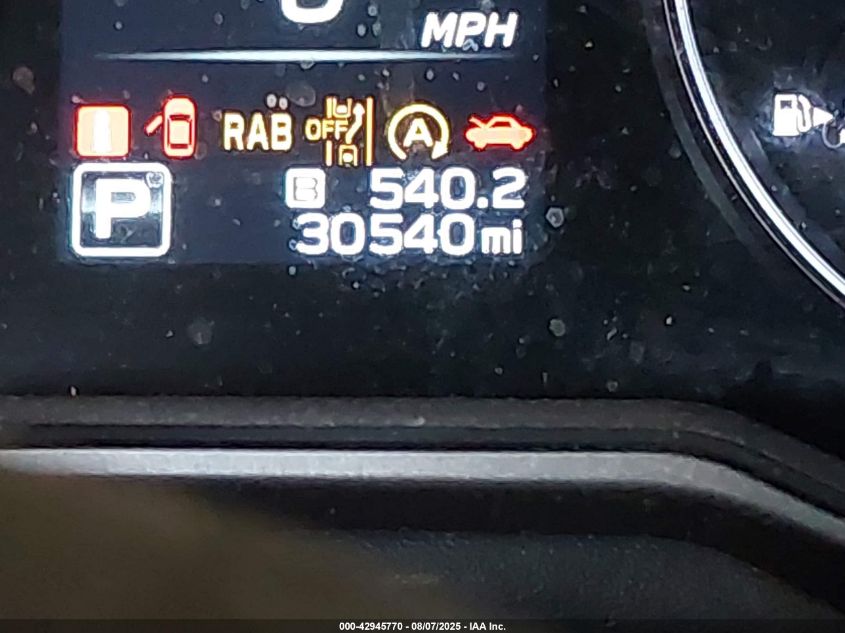 MPH
RAB OFF A
P B 540.2
30540mi
000-42945770 - 08/07/2025 - IAA Inc.